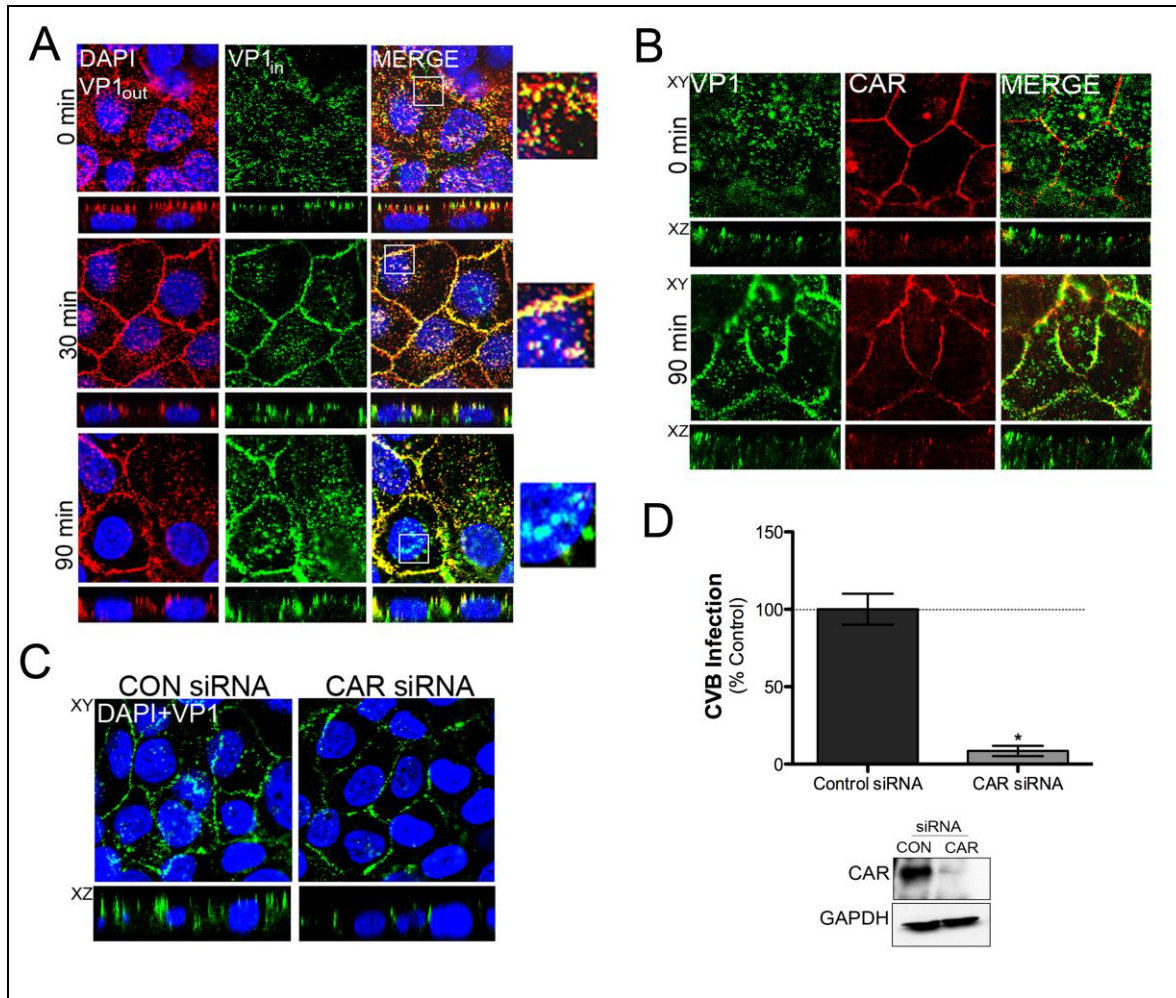 A
DAPI
VP1out
VP1in
MERGE
0 min
30 min
90 min
B
XY
VP1
CAR
MERGE
0 min
XZ
XY
90 min
XZ
C
CON siRNA
CAR siRNA
XY
DAPI+VP1
XZ
D
CVB Infection
(% Control)
150
100
50
0
*
Control siRNA
CAR siRNA
siRNA
CON CAR
CAR
GAPDH